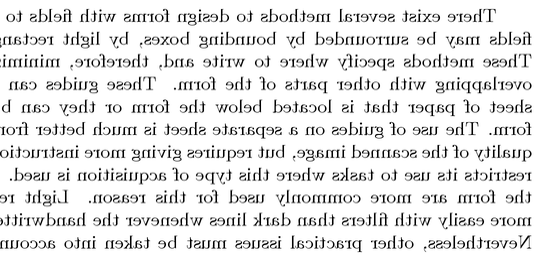 There exist several methods to design forms with fields to
fields may be surrounded by bounding boxes, by light rectang
These methods specify where to write and, therefore, minimi
overlapping with other parts of the form. These guides can
sheet of paper that is located below the form or they can b
form. The use of guides on a separate sheet is much better fro
quality of the scanned image, but requires giving more instructio
restricts its use to tasks where this type of acquisition is used.
the form are more commonly used for this reason. Light re
more easily with filters than dark lines whenever the handwritt
Nevertheless, other practical issues must be taken into accoun